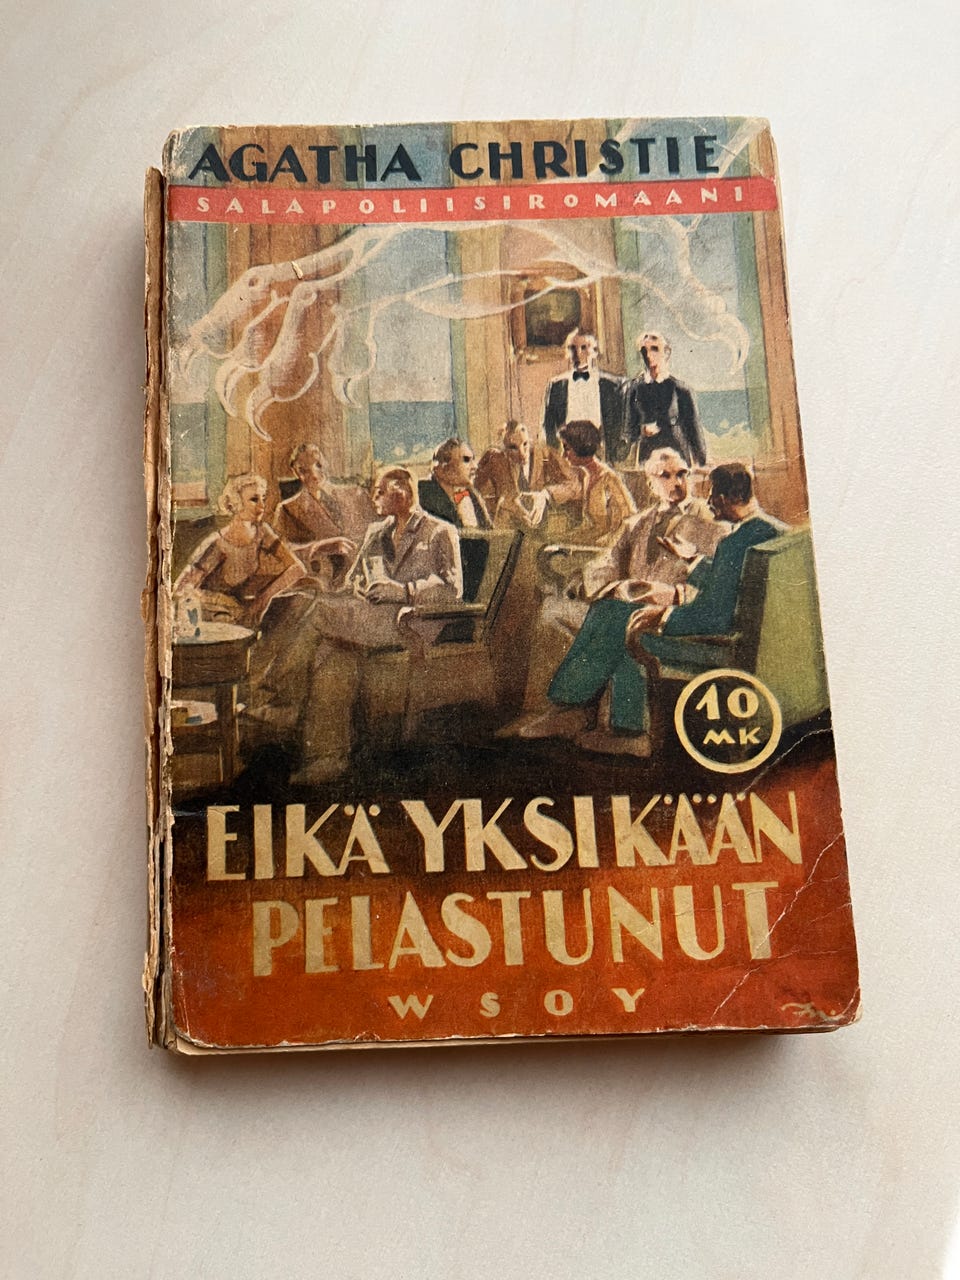 AGATHA CHRISTIE
SALAPOLIISIROMAANI
10
MK
EIKÄ YKSIKÄÄN
PELASTUNUT
WSOY